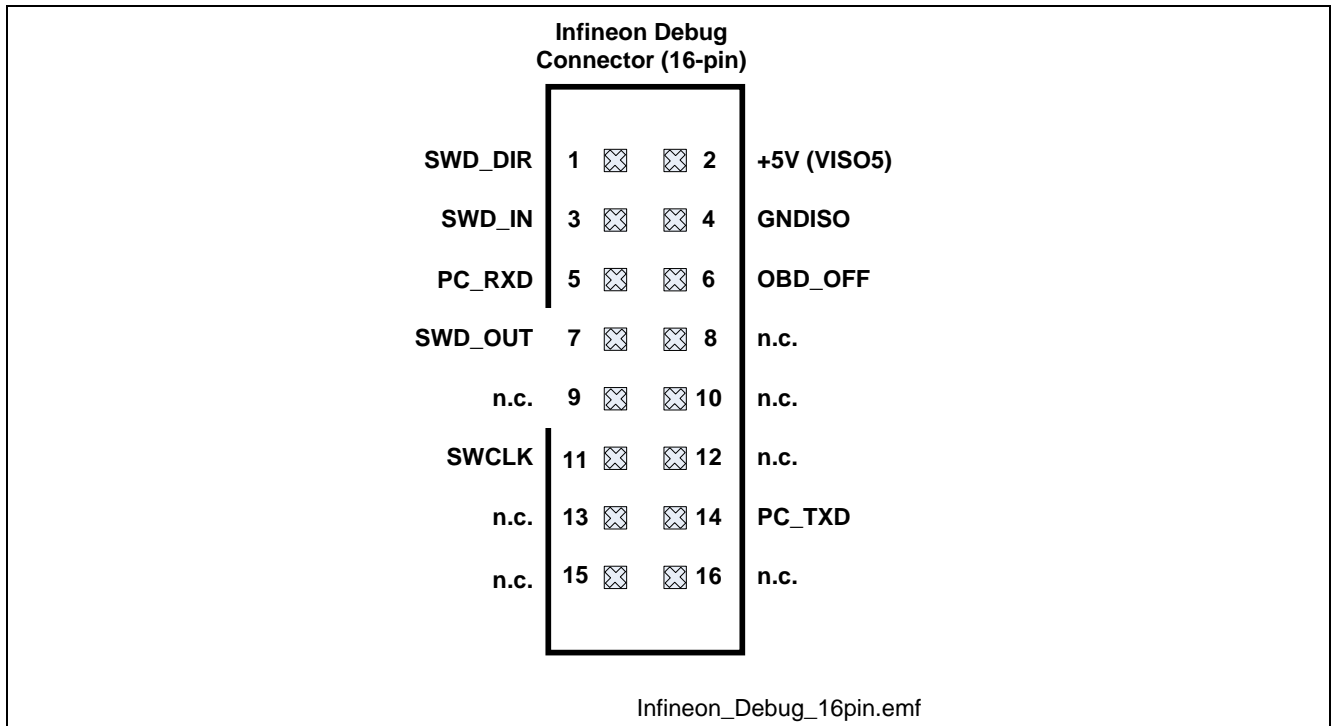 Infineon Debug
Connector (16-pin)
SWD_DIR 1 2 +5V (VISO5)
SWD_IN 3 4 GNDISO
PC_RXD 5 6 OBD_OFF
SWD_OUT 7 8 n.c.
n.c. 9 10 n.c.
SWCLK 11 12 n.c.
n.c. 13 14 PC_TXD
n.c. 15 16 n.c.
Infineon_Debug_16pin.emf